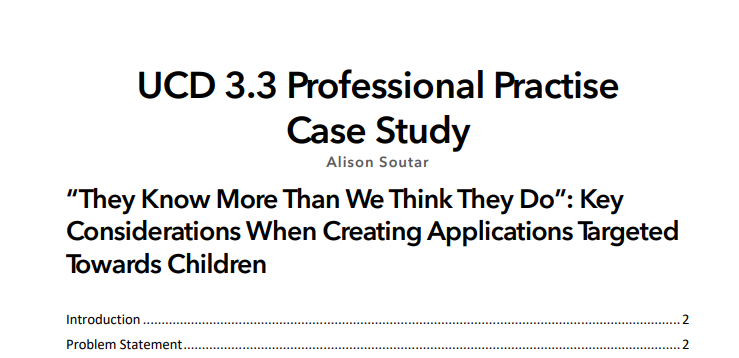 UCD 3.3 Professional Practise
Case Study
Alison Soutar
“They Know More Than We Think They Do”: Key
Considerations When Creating Applications Targeted
Towards Children
Introduction ........................................................................................................................ 2
Problem Statement ........................................................................................................................ 2